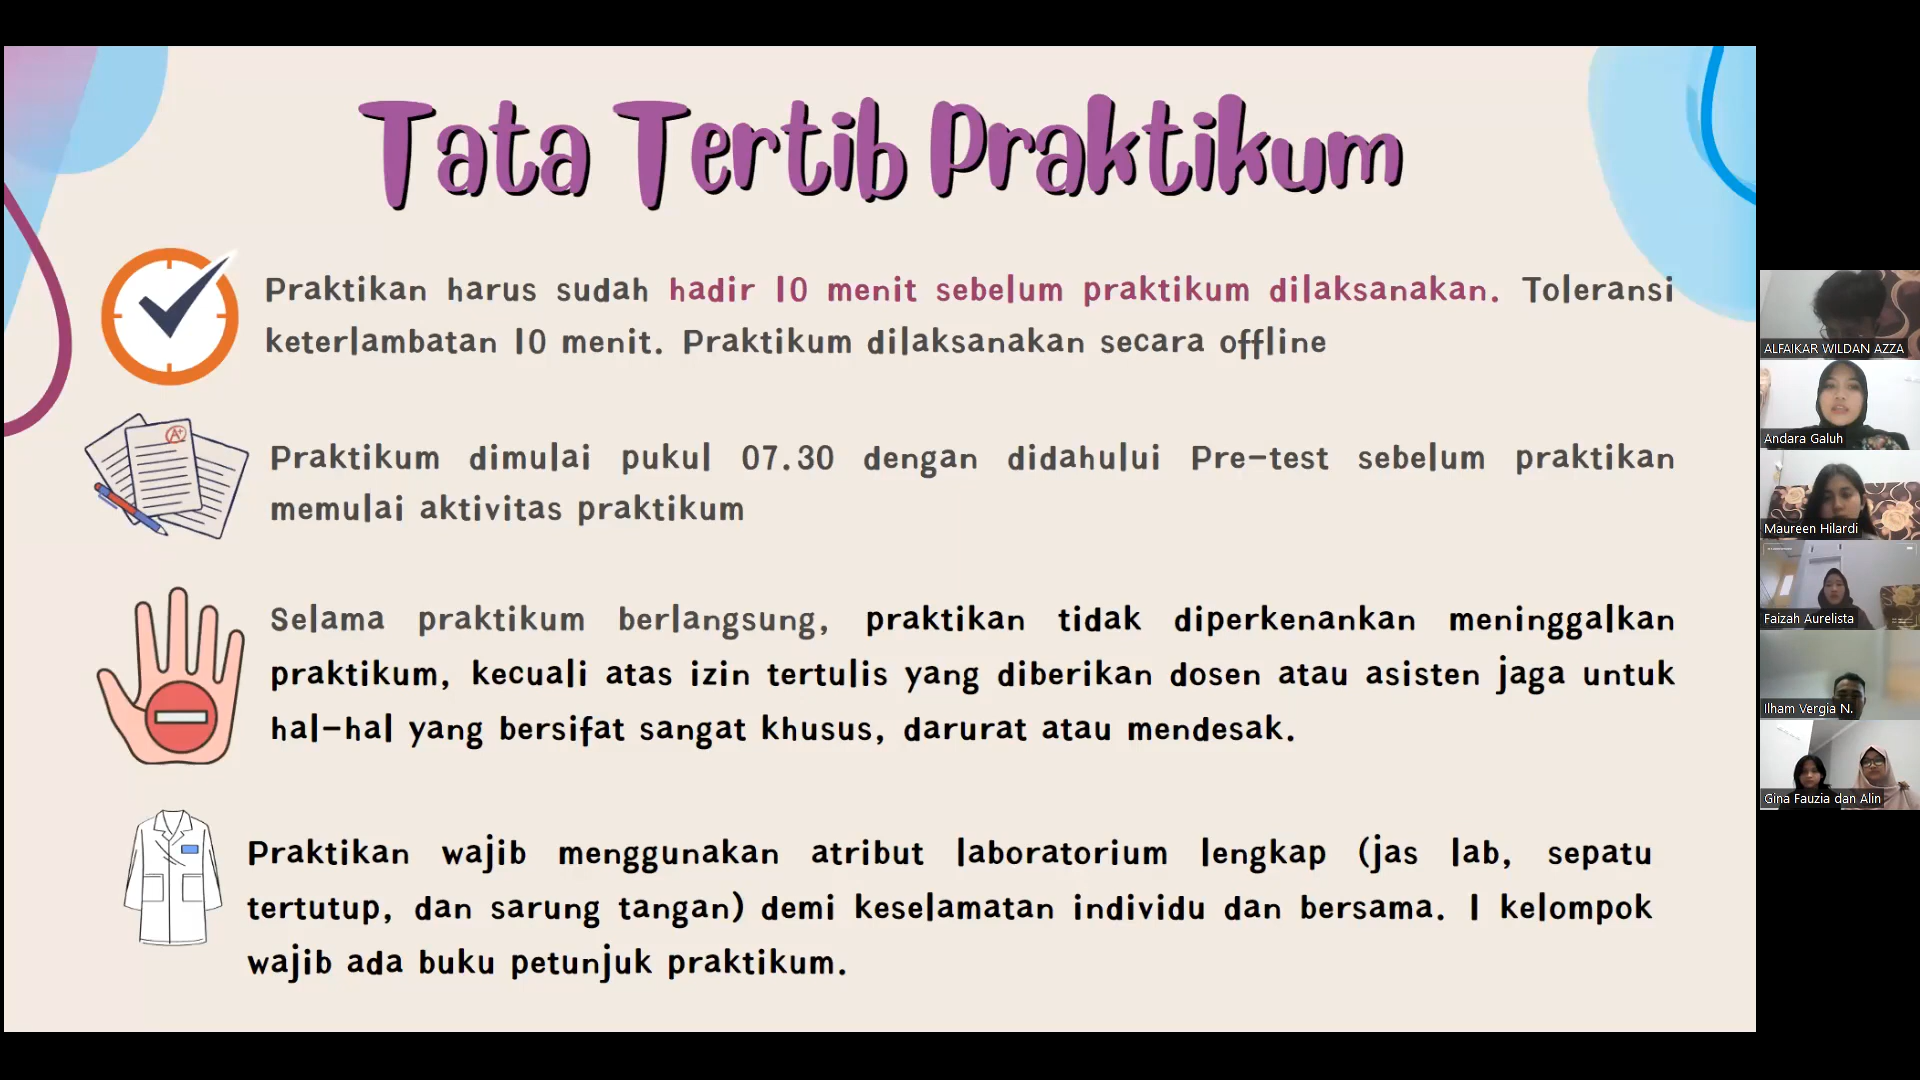 Tata Tertib Praktikum
Praktikan harus sudah hadir 10 menit sebelum praktikum dilaksanakan. Toleransi
keterlambatan 10 menit. Praktikum dilaksanakan secara offline
A+
Praktikum dimulai pukul 07.30 dengan didahului Pre-test sebelum praktikan
memulai aktivitas praktikum
Selama praktikum berlangsung, praktikan tidak diperkenankan meninggalkan
praktikum, kecuali atas izin tertulis yang diberikan dosen atau asisten jaga untuk
hal-hal yang bersifat sangat khusus, darurat atau mendesak.
Praktikan wajib menggunakan atribut laboratorium lengkap (jas lab, sepatu
tertutup, dan sarung tangan) demi keselamatan individu dan bersama. 1 kelompok
wajib ada buku petunjuk praktikum.
ALFAIKAR WILDAN AZZA
Andara Galuh
Maureen Hilardi
Faizah Aurelista
Ilham Vergia N.
Gina Fauzia dan Alin